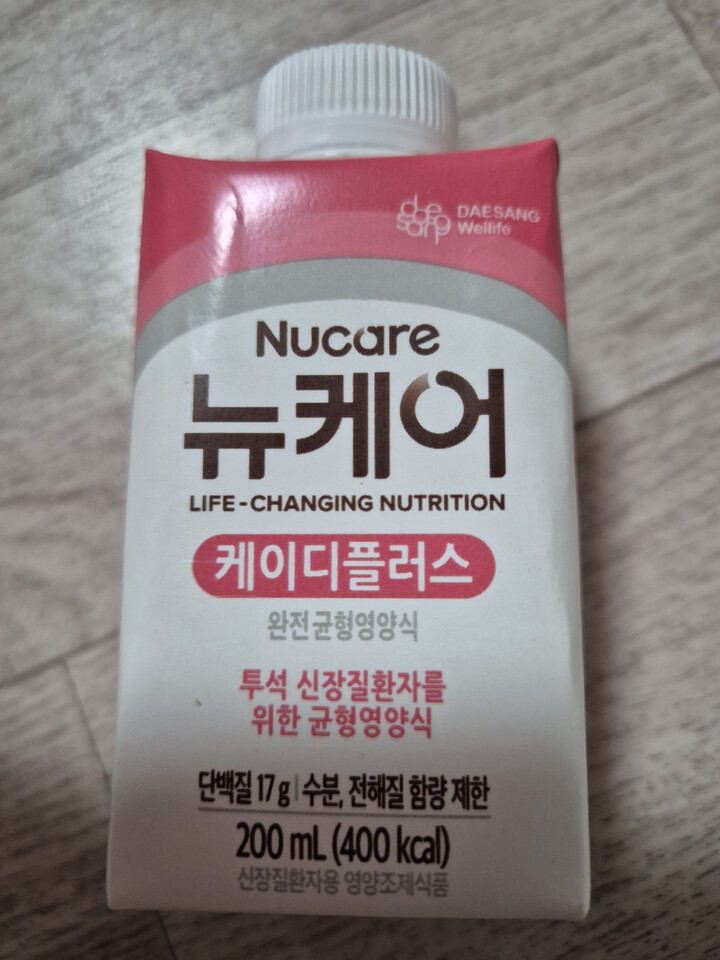 DAESANG
Wellife
Nucare
뉴케어
LIFE-CHANGING NUTRITION
케이디플러스
완전균형영양식
투석 신장질환자를
위한 균형영양식
단백질 17 g | 수분, 전해질 함량 제한
200 mL (400 kcal)
신장질환자용 영양조제식품